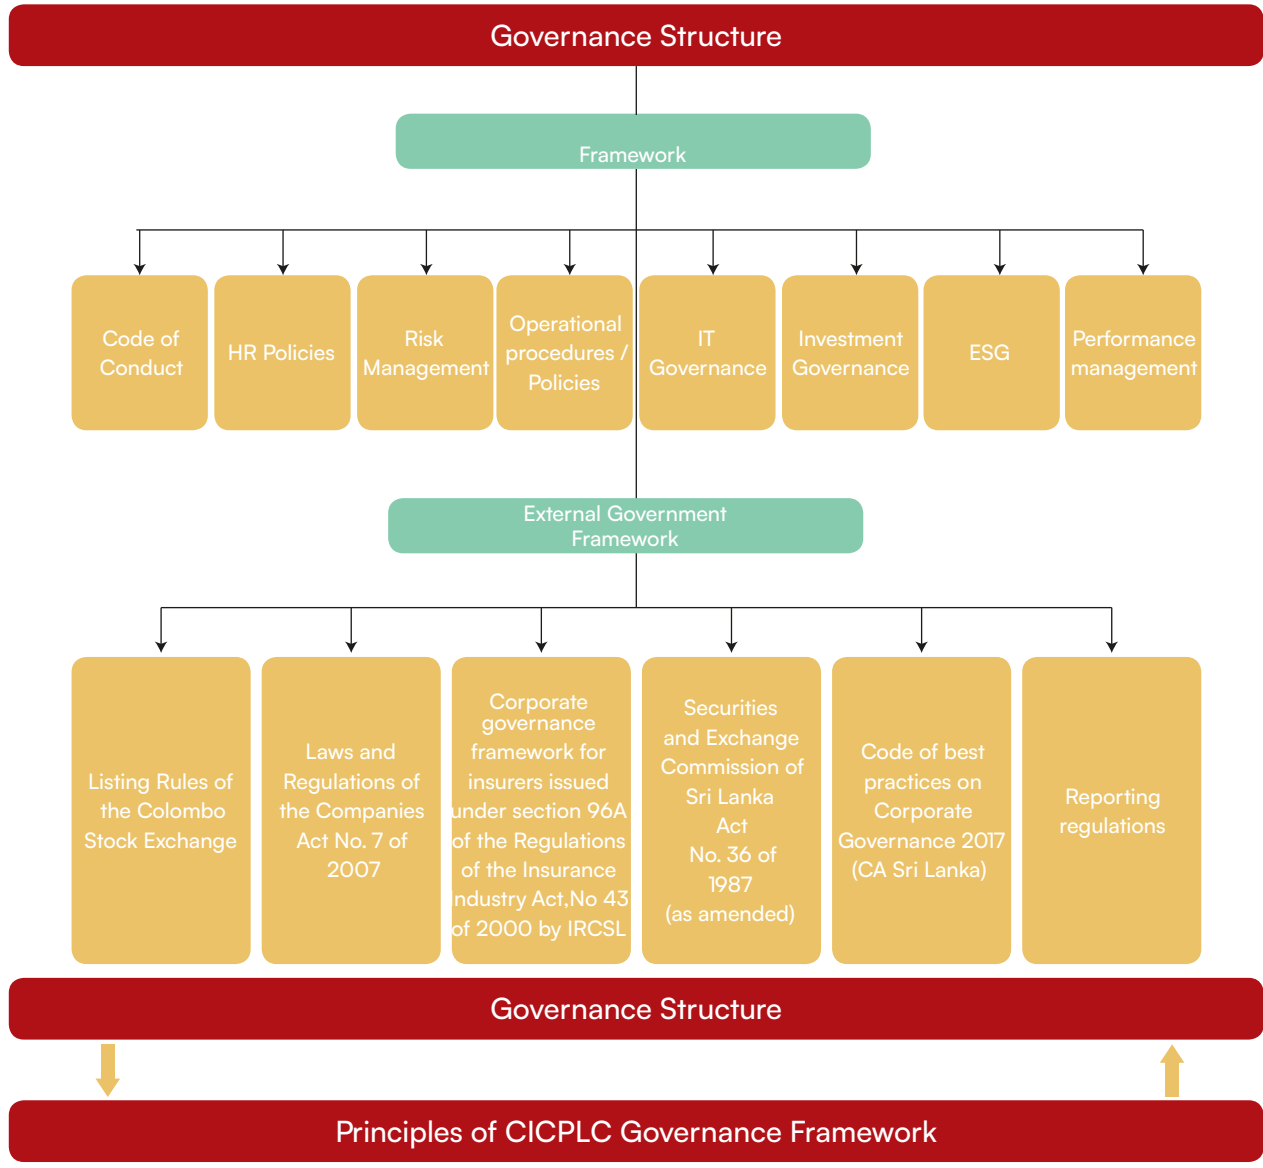 Governance Structure
Framework
Code of
Conduct
HR Policies
Risk
Management
Operational
procedures /
Policies
IT
Governance
Investment
Governance
ESG
Performance
management
External Government
Framework
Listing Rules of
the Colombo
Stock Exchange
Laws and
Regulations of
the Companies
Act No. 7 of
2007
Corporate
governance
framework for
insurers issued
under section 96A
of the Regulations
of the Insurance
Industry Act,No 43
of 2000 by IRCSL
Securities
and Exchange
Commission of
Sri Lanka
Act
No. 36 of
1987
(as amended)
Code of best
practices on
Corporate
Governance 2017
(CA Sri Lanka)
Reporting
regulations
Governance Structure
Principles of CICPLC Governance Framework